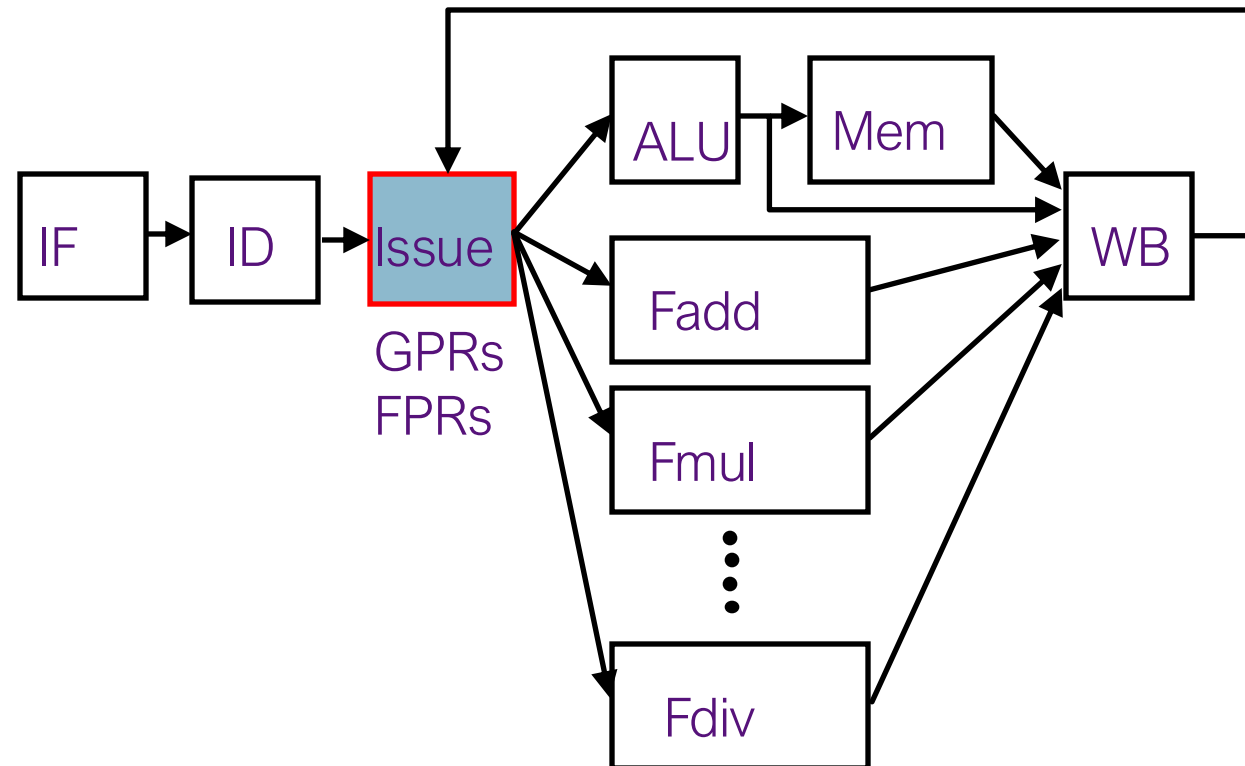 IF
ID
Issue
GPRs
FPRs
ALU
Mem
Fadd
Fmul
Fdiv
WB